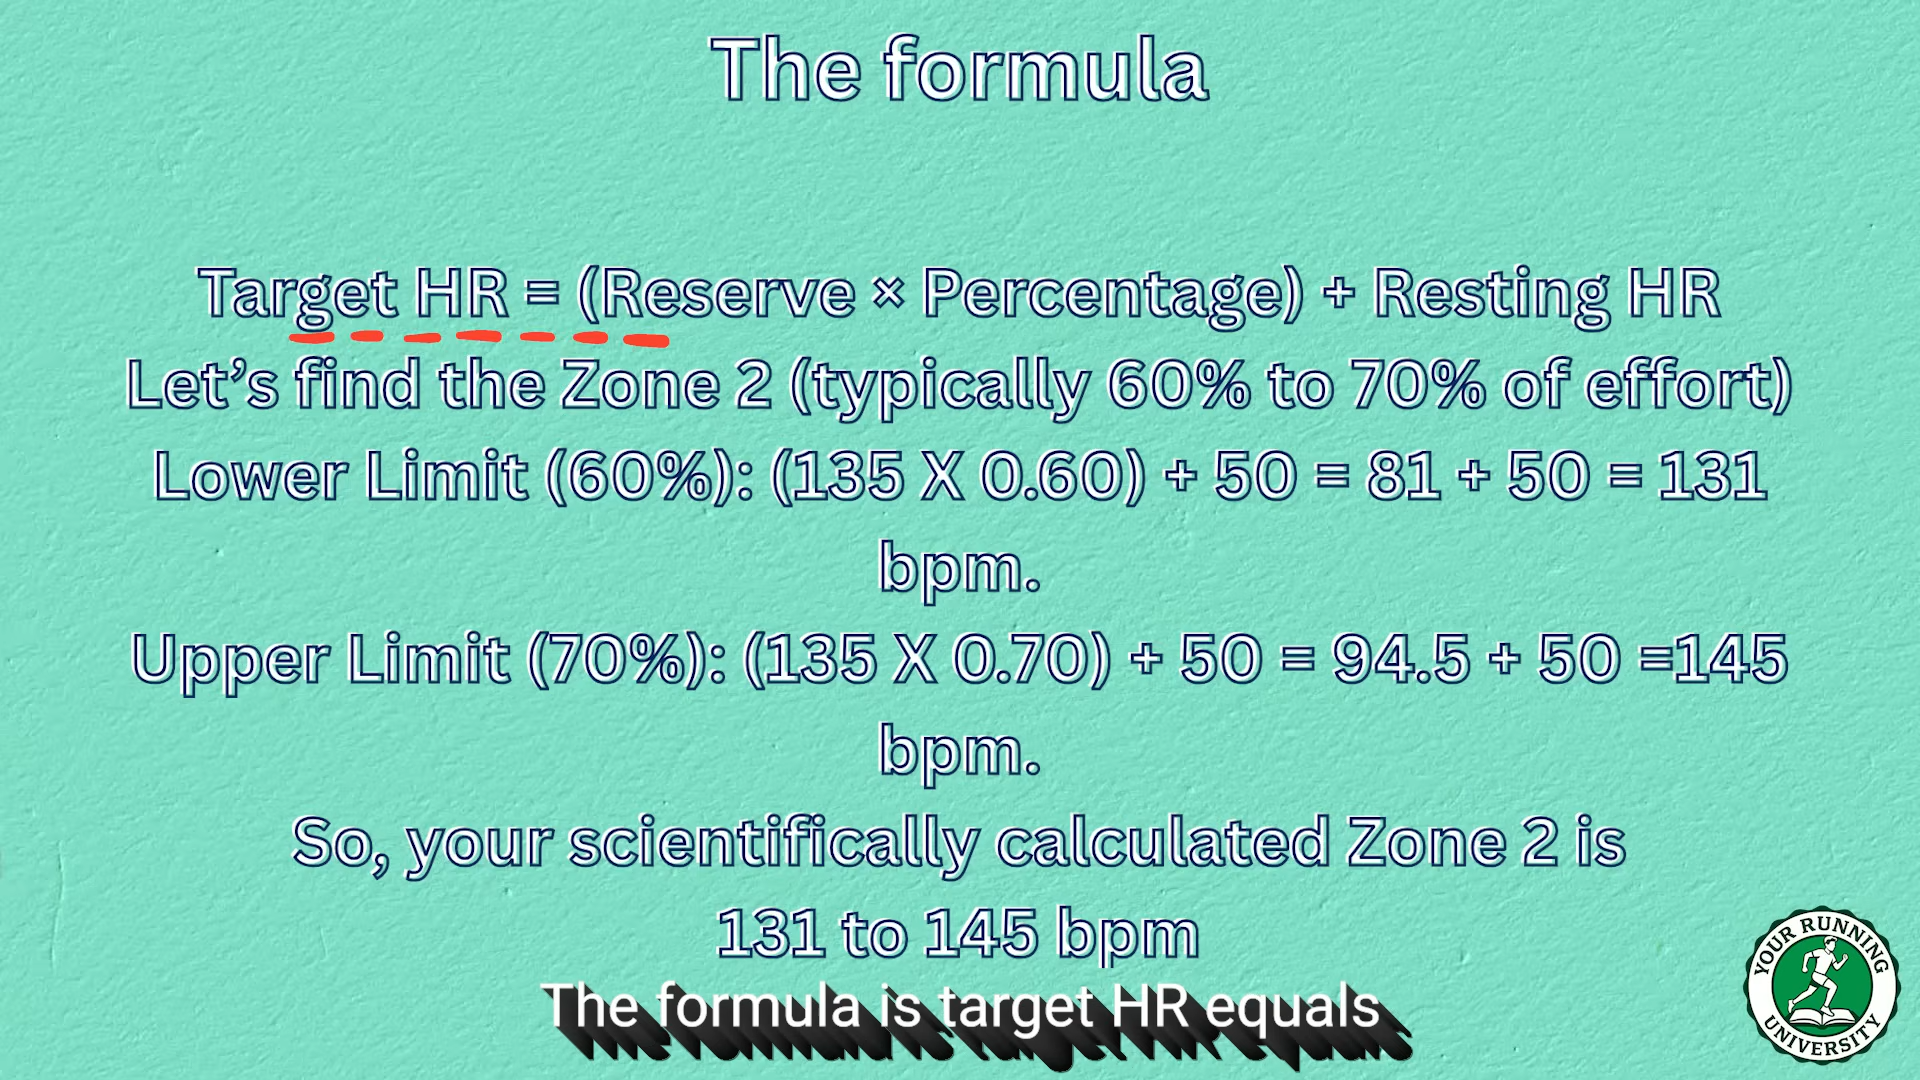 The formula
Target HR = (Reserve × Percentage) + Resting HR
Let’s find the Zone 2 (typically 60% to 70% of effort)
Lower Limit (60%): (135 X 0.60) + 50 = 81 + 50 = 131
bpm.
Upper Limit (70%): (135 X 0.70) + 50 = 94.5 + 50 =145
bpm.
So, your scientifically calculated Zone 2 is
131 to 145 bpm
The formula is target HR equals
YOUR RUNNING
UNIVERSITY